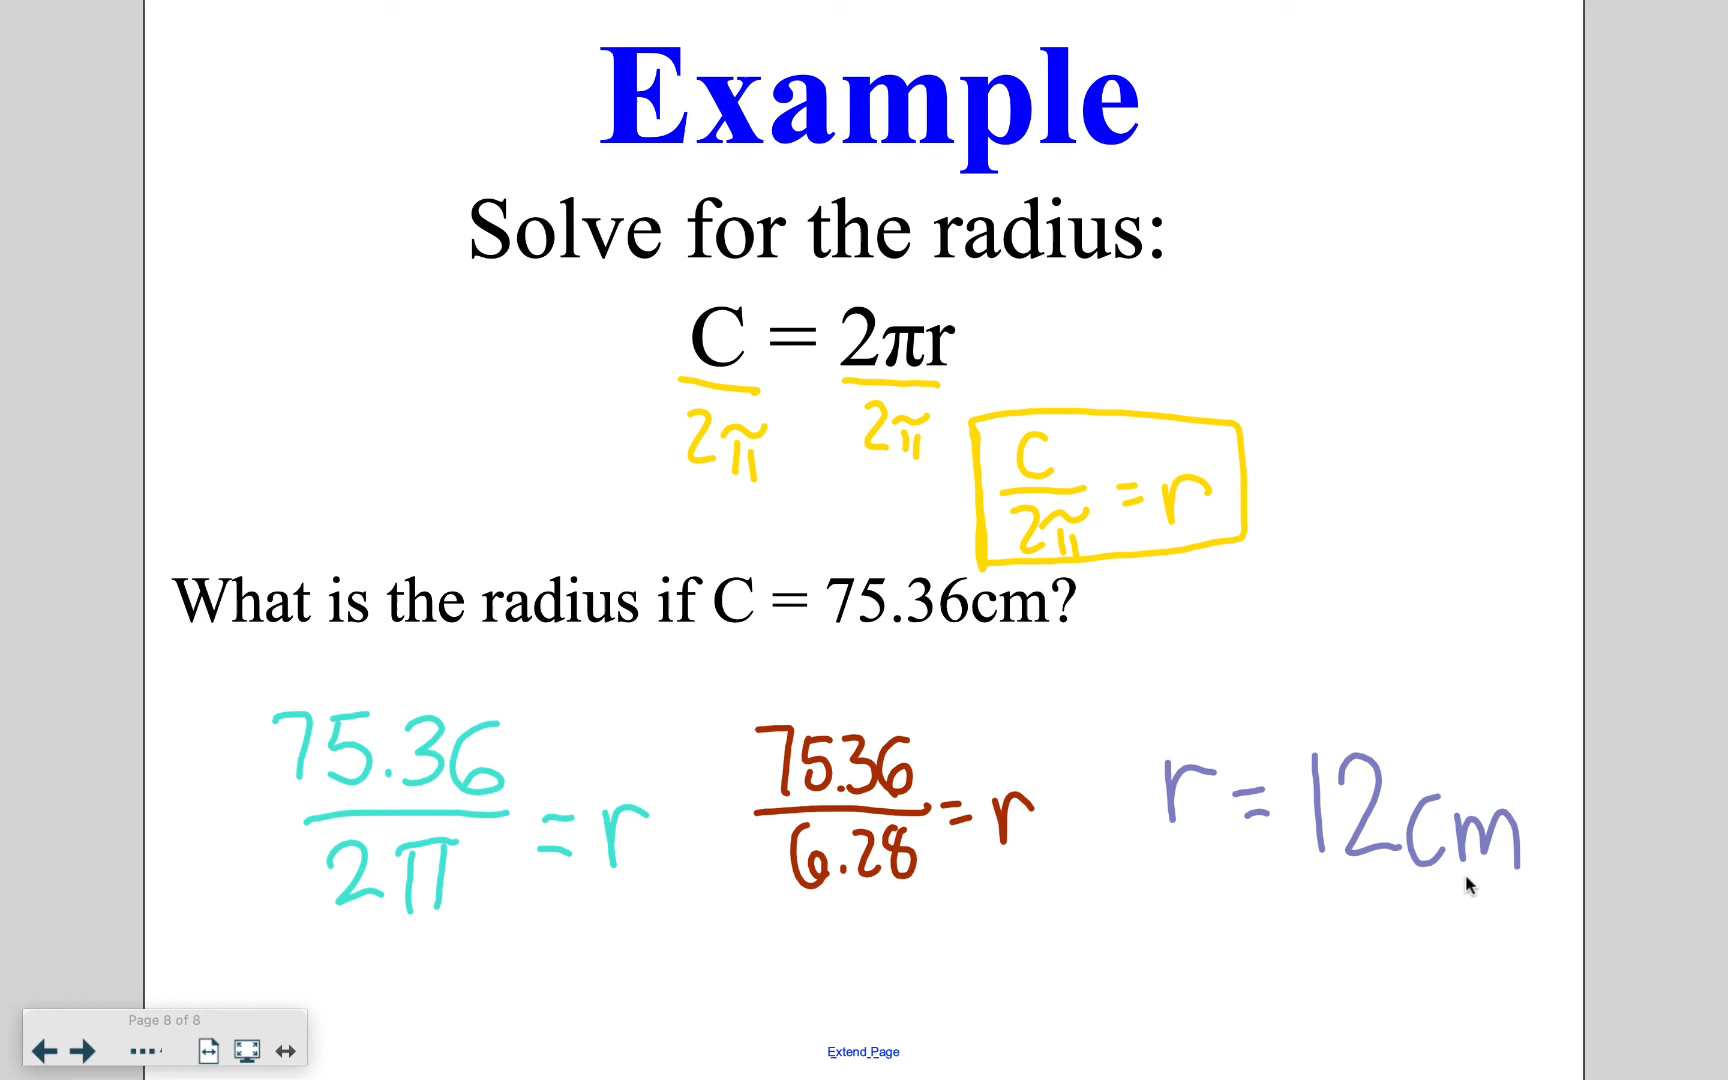 Example
Solve for the radius:
C = 2πr
2π 2π
C/2π = r
What is the radius if C = 75.36cm?
75.36/2π = r
75.36/6.28 = r
r = 12cm
Page 8 of 8
Extend Page